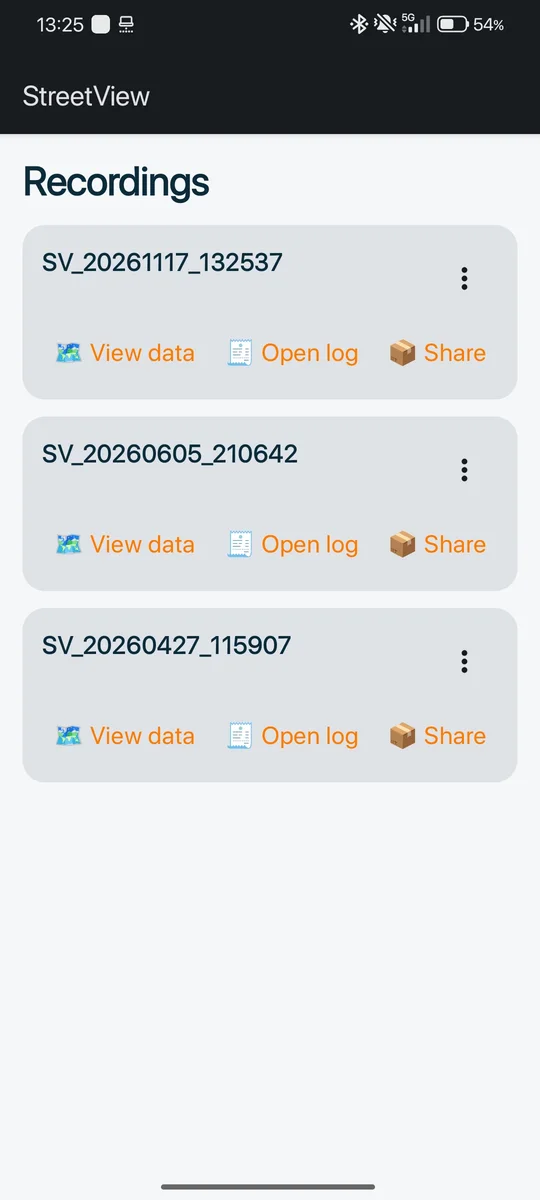 13:25 5G 54%
StreetView
Recordings
SV_20261117_132537
View data Open log Share
SV_20260605_210642
View data Open log Share
SV_20260427_115907
View data Open log Share